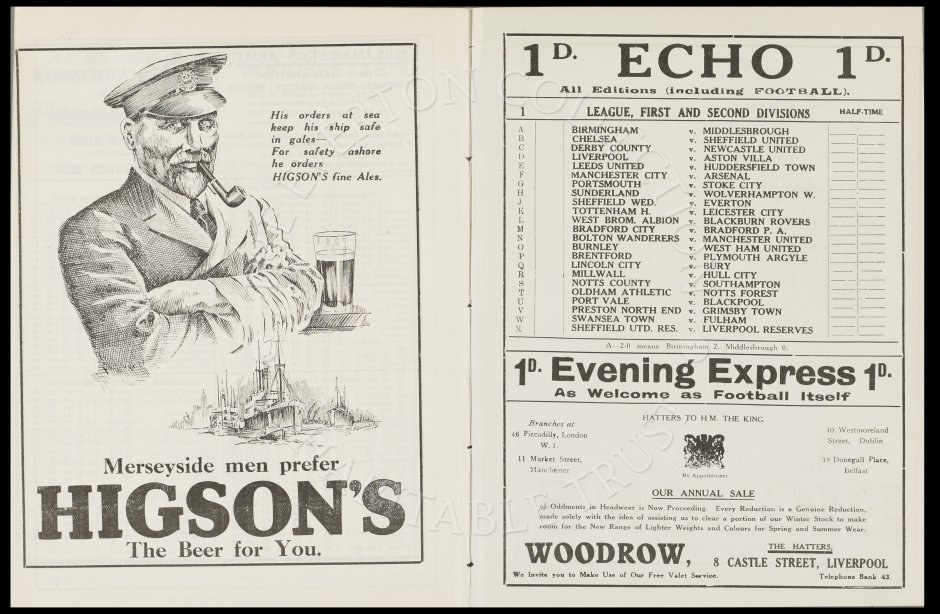 His orders at sea
keep his ship safe
in gales—
For safety ashore
he orders
HIGSON'S fine Ales.
Merseyside men prefer
HIGSON'S
The Beer for You.
1D. ECHO 1D.
All Editions (including FOOTBALL).
1 LEAGUE, FIRST AND SECOND DIVISIONS HALF-TIME
A BIRMINGHAM v. MIDDLESBROUGH
B CHELSEA v. SHEFFIELD UNITED
C DERBY COUNTY v. NEWCASTLE UNITED
D LIVERPOOL v. ASTON VILLA
E LEEDS UNITED v. HUDDERSFIELD TOWN
F MANCHESTER CITY v. ARSENAL
G PORTSMOUTH v. STOKE CITY
H SUNDERLAND v. WOLVERHAMPTON W.
J SHEFFIELD WED. v. EVERTON
K TOTTENHAM H. v. LEICESTER CITY
L WEST BROM. ALBION v. BLACKBURN ROVERS
M BRADFORD CITY v. BRADFORD P. A.
N BOLTON WANDERERS v. MANCHESTER UNITED
O BURNLEY v. WEST HAM UNITED
P BRENTFORD v. PLYMOUTH ARGYLE
Q LINCOLN CITY v. BURY
R MILLWALL v. HULL CITY
S NOTTS COUNTY v. SOUTHAMPTON
T OLDHAM ATHLETIC v. NOTTS FOREST
U PORT VALE v. BLACKPOOL
V PRESTON NORTH END v. GRIMSBY TOWN
W SWANSEA TOWN v. FULHAM
X SHEFFIELD UTD. RES. v. LIVERPOOL RESERVES
A—2-0 means Birmingham 2, Middlesbrough 0.
1D. Evening Express 1D.
As Welcome as Football Itself
HATTERS TO H.M. THE KING
Branches at
46 Piccadilly, London
W. 1.
11 Market Street,
Manchester
By Appointment
40 Westmoreland
Street, Dublin
18 Donegall Place,
Belfast
OUR ANNUAL SALE
of Oddments in Headwear is Now Proceeding. Every Reduction is a Genuine Reduction,
made solely with the idea of assisting us to clear a portion of our Winter Stock to make
room for the New Range of Lighter Weights and Colours for Spring and Summer Wear.
WOODROW, THE HATTERS,
8 CASTLE STREET, LIVERPOOL
We Invite you to Make Use of Our Free Valet Service. Telephone Bank 43.